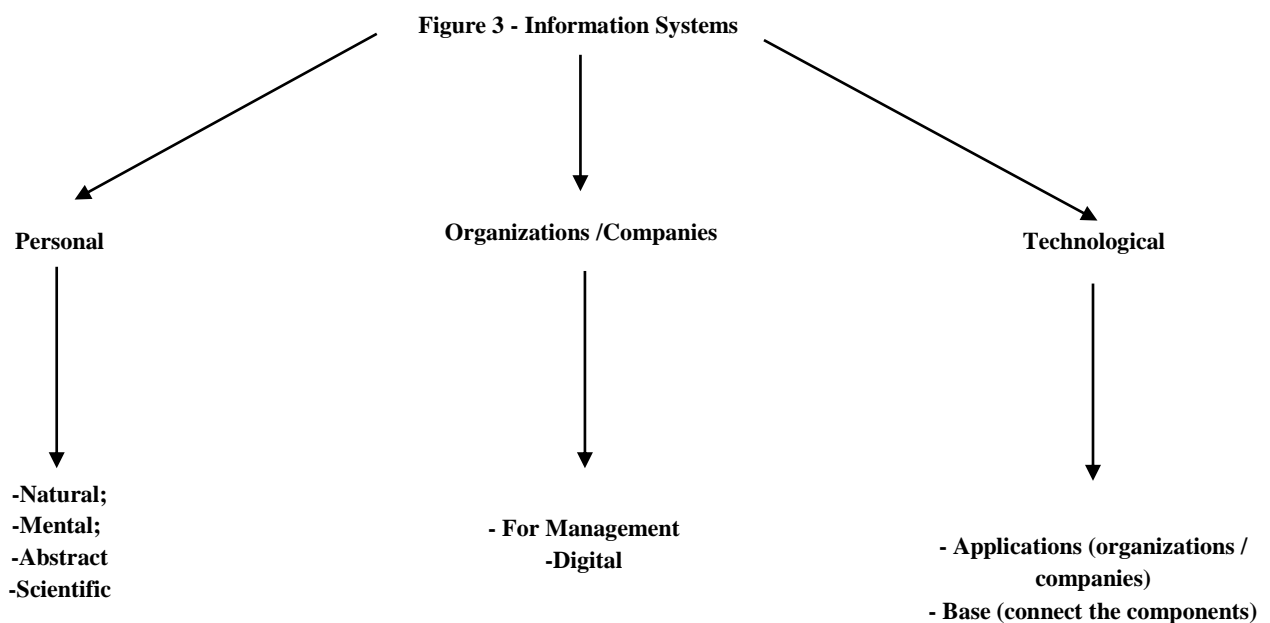 Figure 3 - Information Systems
Personal
Organizations /Companies
Technological
-Natural;
-Mental;
-Abstract
-Scientific
- For Management
-Digital
- Applications (organizations /
companies)
- Base (connect the components)